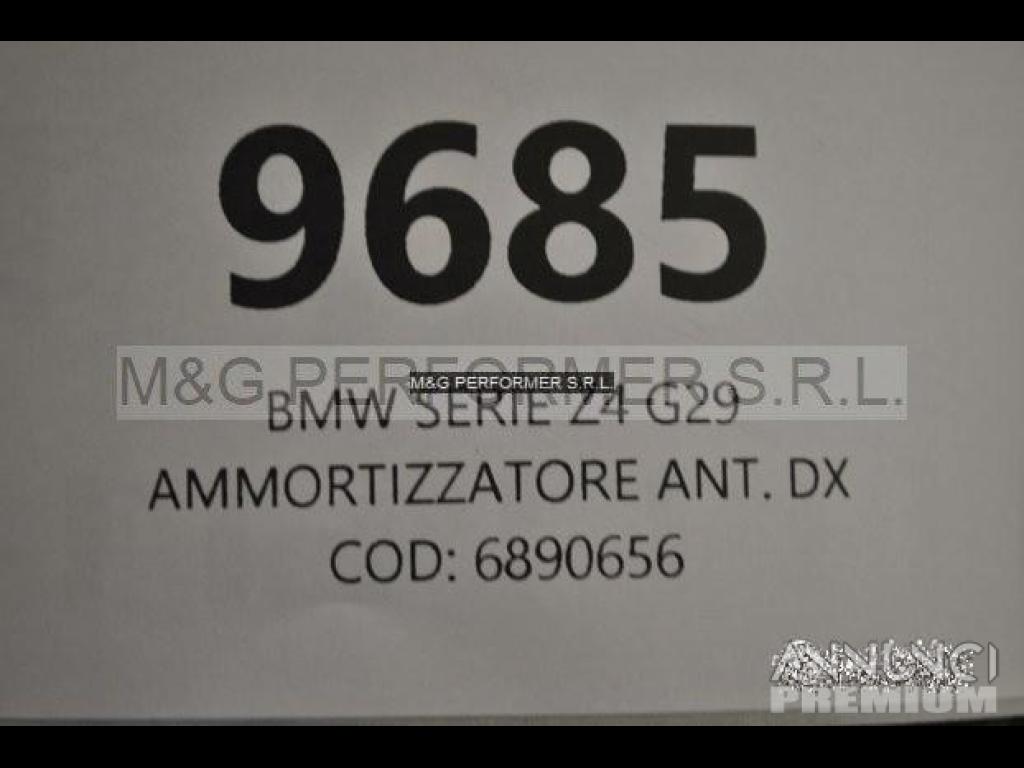 9685
M&G PERFORMER S.R.L.
M&G PERFORMER S.R.L.
BMW SERIE Z4 G29
AMMORTIZZATORE ANT. DX
COD: 6890656
ANNUNCI
PREMIUM